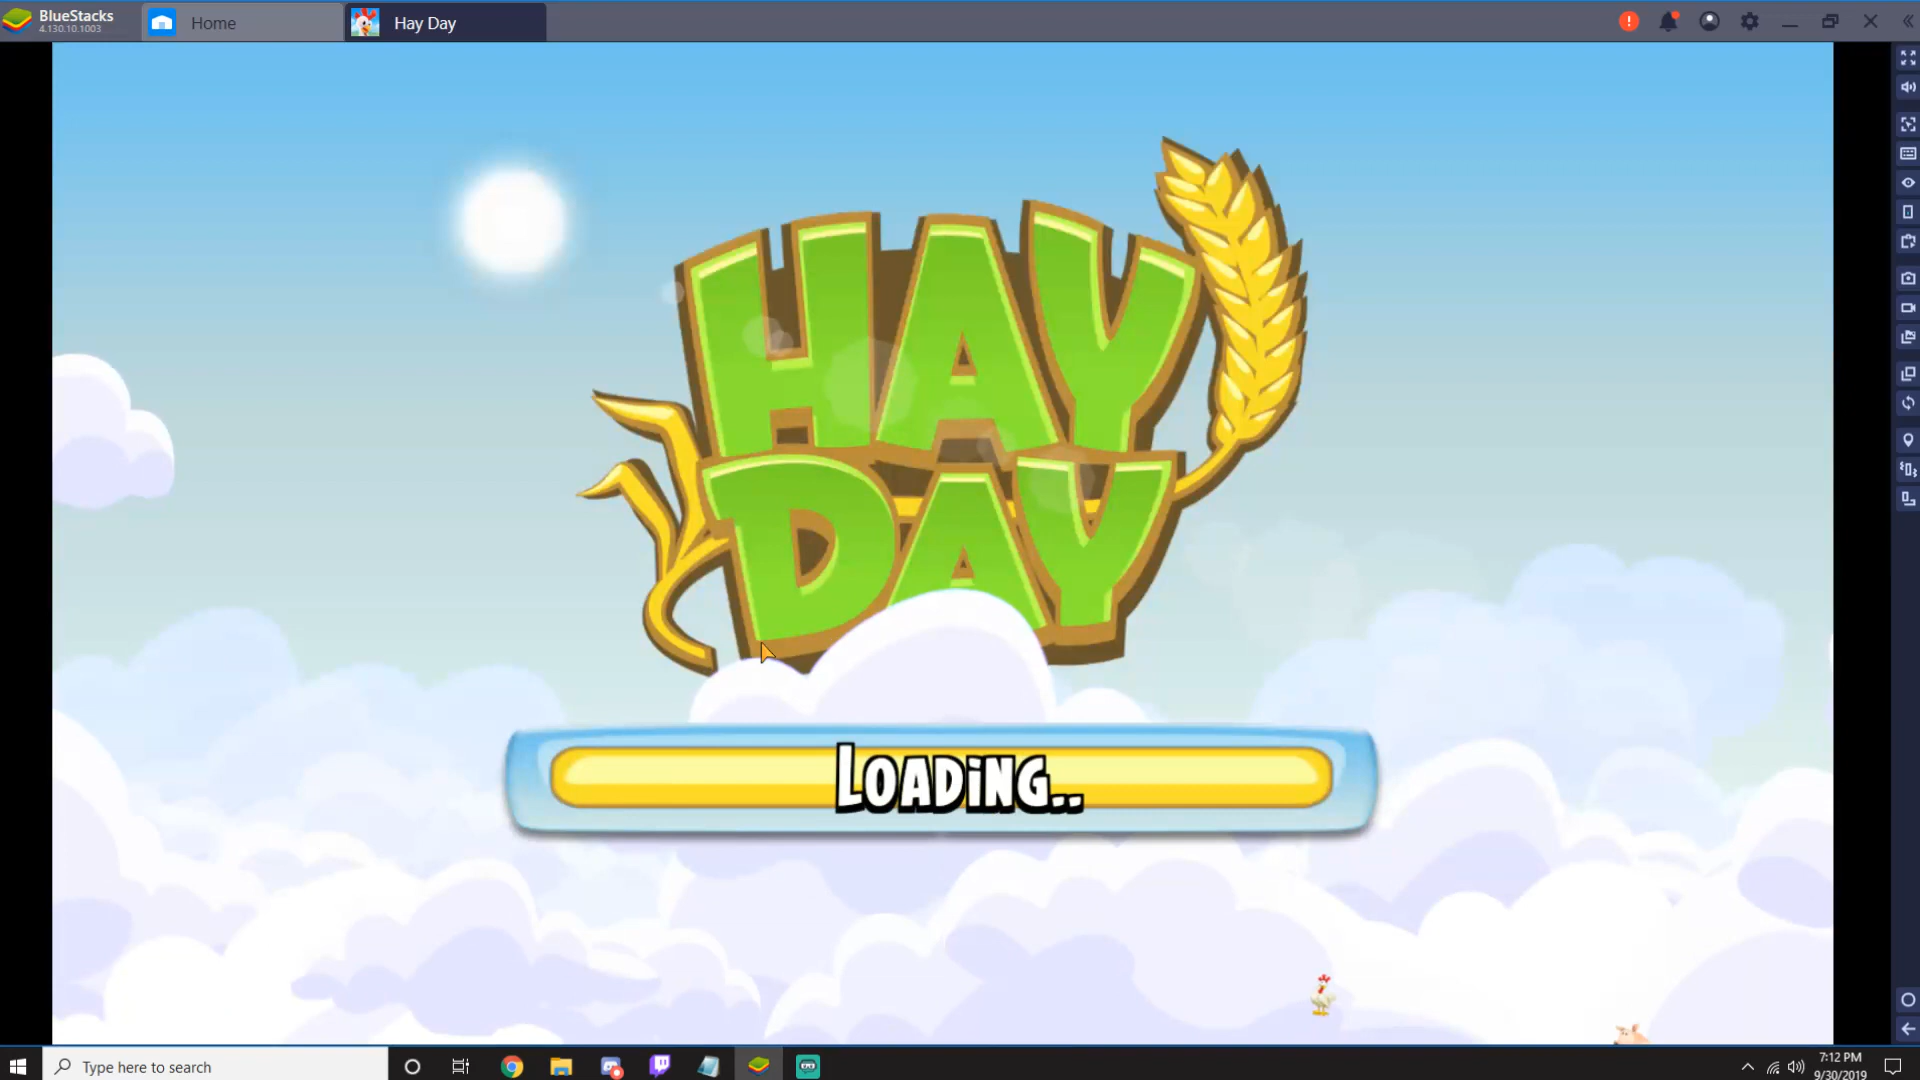 BlueStacks
4.130.10.1003
Home
Hay Day
HAY
DAY
LOADING..
Type here to search
7:12 PM
9/30/2019